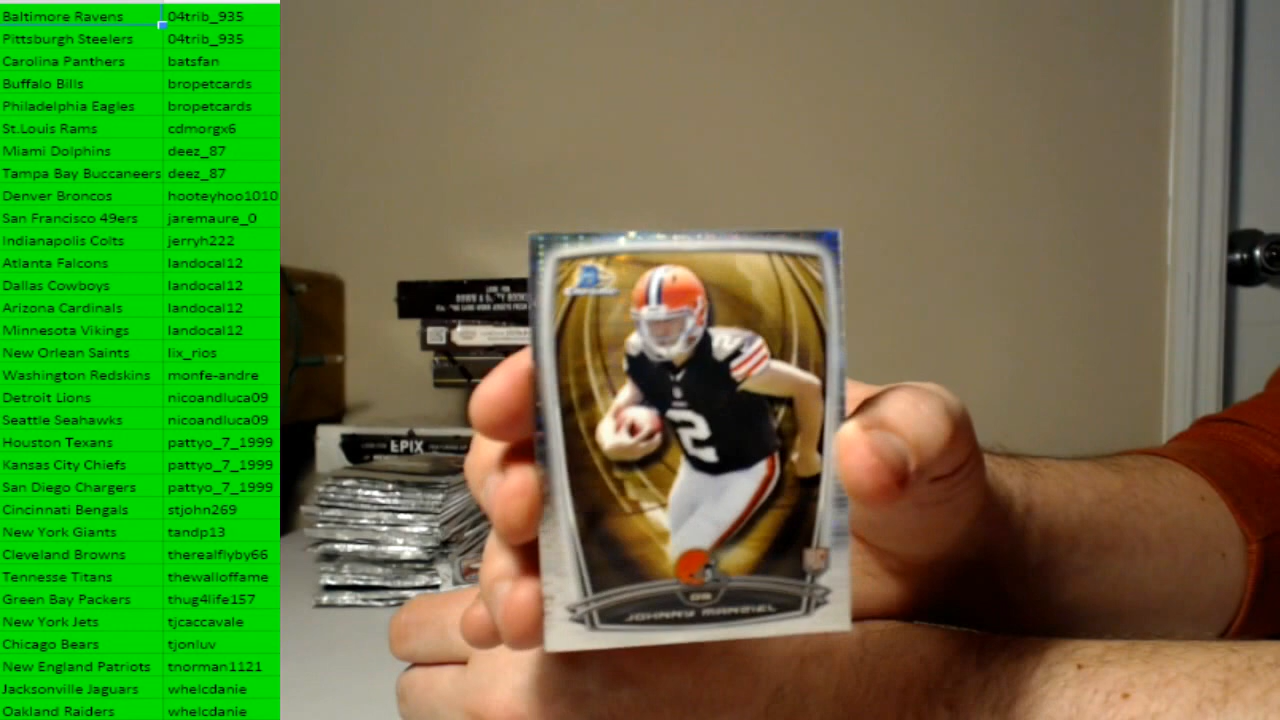 Baltimore Ravens 04trib_935
Pittsburgh Steelers 04trib_935
Carolina Panthers batsfan
Buffalo Bills bropetcards
Philadelphia Eagles bropetcards
St.Louis Rams cdmorgx6
Miami Dolphins deez_87
Tampa Bay Buccaneers deez_87
Denver Broncos hooteyhoo1010
San Francisco 49ers jaremaure_0
Indianapolis Colts jerryh222
Atlanta Falcons landocal12
Dallas Cowboys landocal12
Arizona Cardinals landocal12
Minnesota Vikings landocal12
New Orlean Saints lix_rios
Washington Redskins monfe-andre
Detroit Lions nicoandluca09
Seattle Seahawks nicoandluca09
Houston Texans pattyo_7_1999
Kansas City Chiefs pattyo_7_1999
San Diego Chargers pattyo_7_1999
Cincinnati Bengals stjohn269
New York Giants tandp13
Cleveland Browns therealflyby66
Tennesse Titans thewalloffame
Green Bay Packers thug4life157
New York Jets tjcaccavale
Chicago Bears tjonluv
New England Patriots tnorman1121
Jacksonville Jaguars whelcdanie
Oakland Raiders whelcdanie
EPIX
2
2
QB
JOHNNY MANZIEL